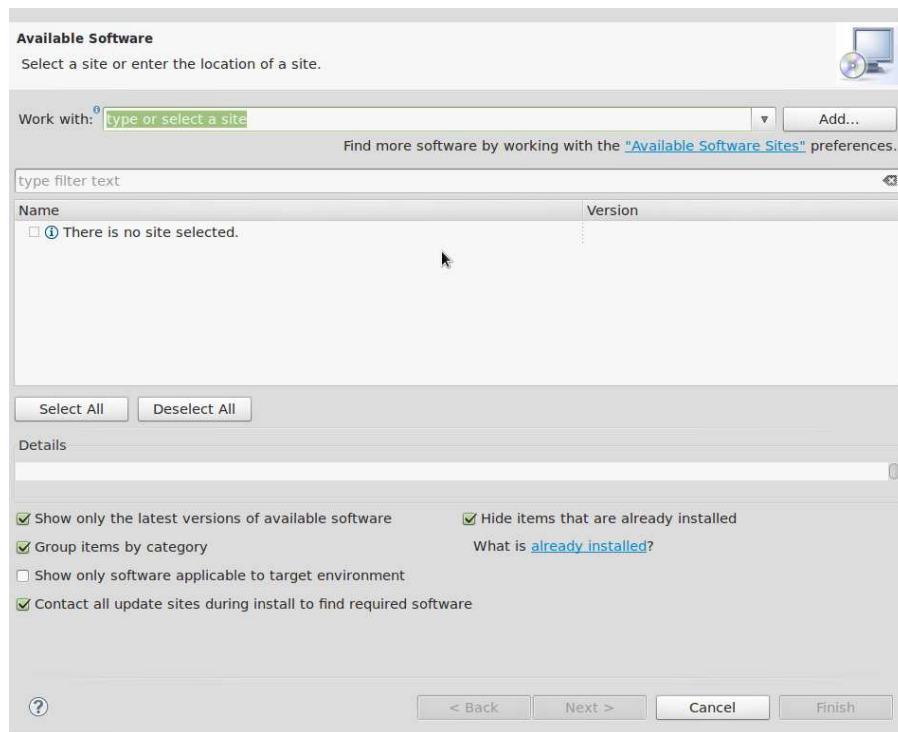 Available Software
Select a site or enter the location of a site.
Work with: type or select a site Add...
Find more software by working with the "Available Software Sites" preferences.
type filter text
Name Version
There is no site selected.
Select All Deselect All
Details
Show only the latest versions of available software Hide items that are already installed
Group items by category What is already installed?
Show only software applicable to target environment
Contact all update sites during install to find required software
? < Back Next > Cancel Finish